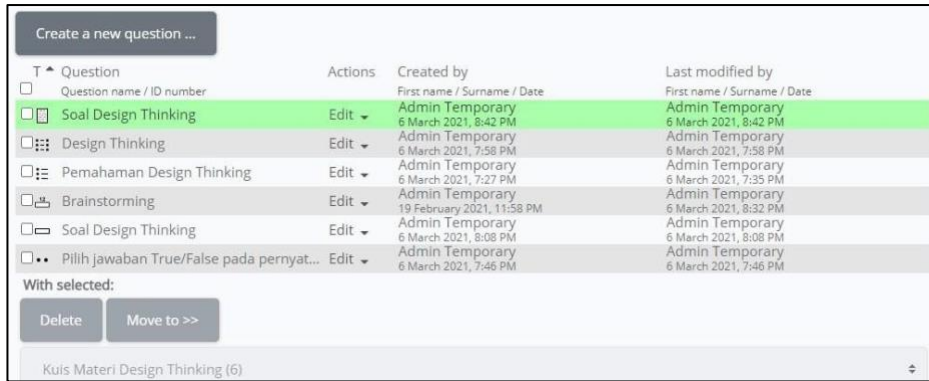 Create a new question ...
T Question Actions Created by Last modified by
Question name / ID number First name / Surname / Date First name / Surname / Date
Soal Design Thinking Edit Admin Temporary Admin Temporary
6 March 2021, 8:42 PM 6 March 2021, 8:42 PM
Design Thinking Edit Admin Temporary Admin Temporary
6 March 2021, 7:58 PM 6 March 2021, 7:58 PM
Pemahaman Design Thinking Edit Admin Temporary Admin Temporary
6 March 2021, 7:27 PM 6 March 2021, 7:35 PM
Brainstorming Edit Admin Temporary Admin Temporary
19 February 2021, 11:58 PM 6 March 2021, 8:32 PM
Soal Design Thinking Edit Admin Temporary Admin Temporary
6 March 2021, 8:08 PM 6 March 2021, 8:08 PM
Pilih jawaban True/False pada pernyat... Edit Admin Temporary Admin Temporary
6 March 2021, 7:46 PM 6 March 2021, 7:46 PM
With selected:
Delete Move to >>
Kuis Materi Design Thinking (6)